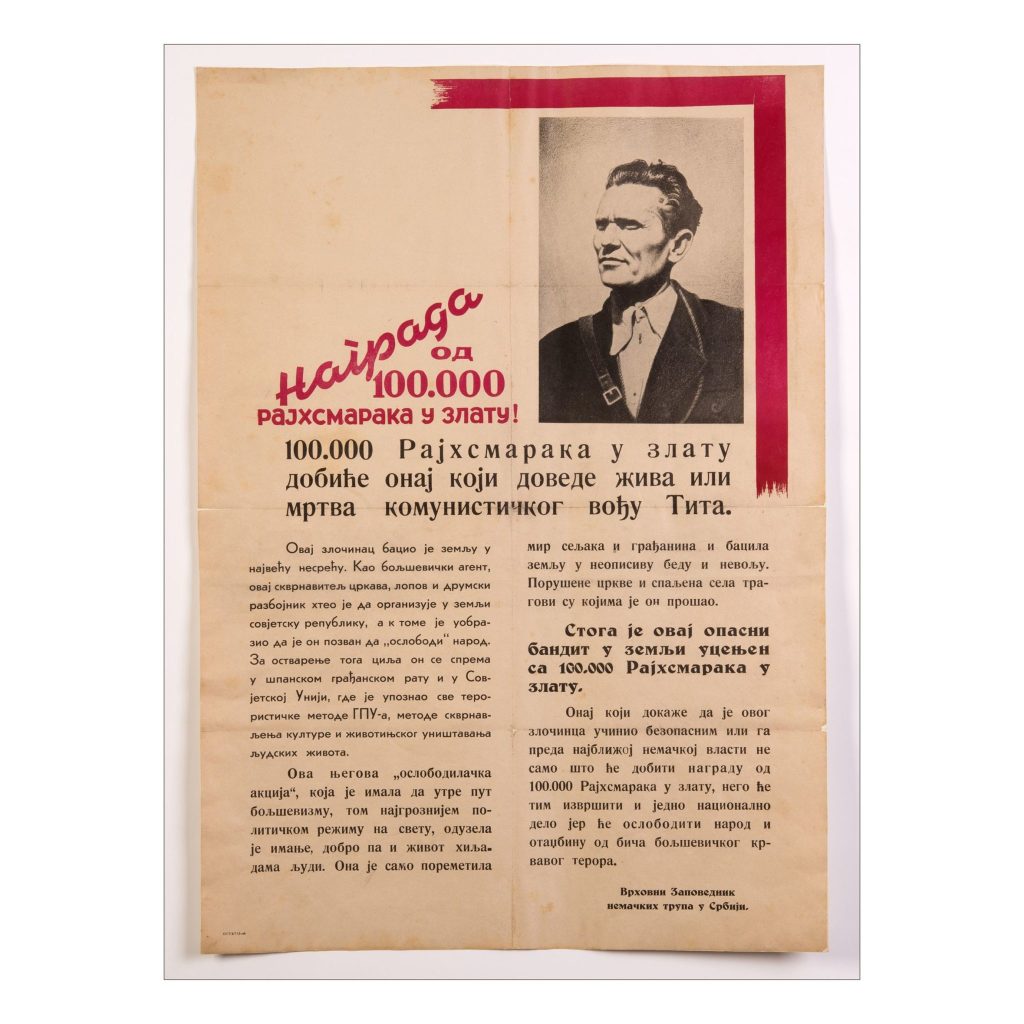 Награда
од
100.000
рајхсмарака у злату!
100.000 Рајхсмарака у злату
добиће онај који доведе жива или
мртва комунистичког вођу Тита.
Овај злочинац бацио је земљу у
највећу несрећу. Као бољшевички агент,
овај скврнавитељ цркава, лопов и друмски
разбојник хтео је да организује у земљи
совјетску републику, а к томе је уобра-
зио да је он позван да „ослободи“ народ.
За остварење тога циља он се спрема
у шпанском грађанском рату и у Сов-
јетској Унији, где је упознао све теро-
ристичке методе ГПУ-а, методе скврнав-
љења културе и животињског уништавања
људских живота.
Ова његова „ослободилачка
акција“, која је имала да утре пут
бољшевизму, том најгрознијем по-
литичком режиму на свету, одузела
је имање, добро па и живот хиља-
дама људи. Она је само пореметила
мир сељака и грађанина и бацила
земљу у неописиву беду и невољу.
Порушене цркве и спаљена села тра-
гови су којима је он прошао.
Стога је овај опасни
бандит у земљи уцењен
са 100.000 Рајхсмарака у
злату.
Онај који докаже да је овог
злочинца учинио безопасним или га
преда најближој немачкој власти не
само што ће добити награду од
100.000 Рајхсмарака у злату, него ће
тим извршити и једно национално
дело јер ће ослободити народ и
отаџбину од бича бољшевичког кр-
вавог терора.
Врховни Заповедник
немачких трупа у Србији.